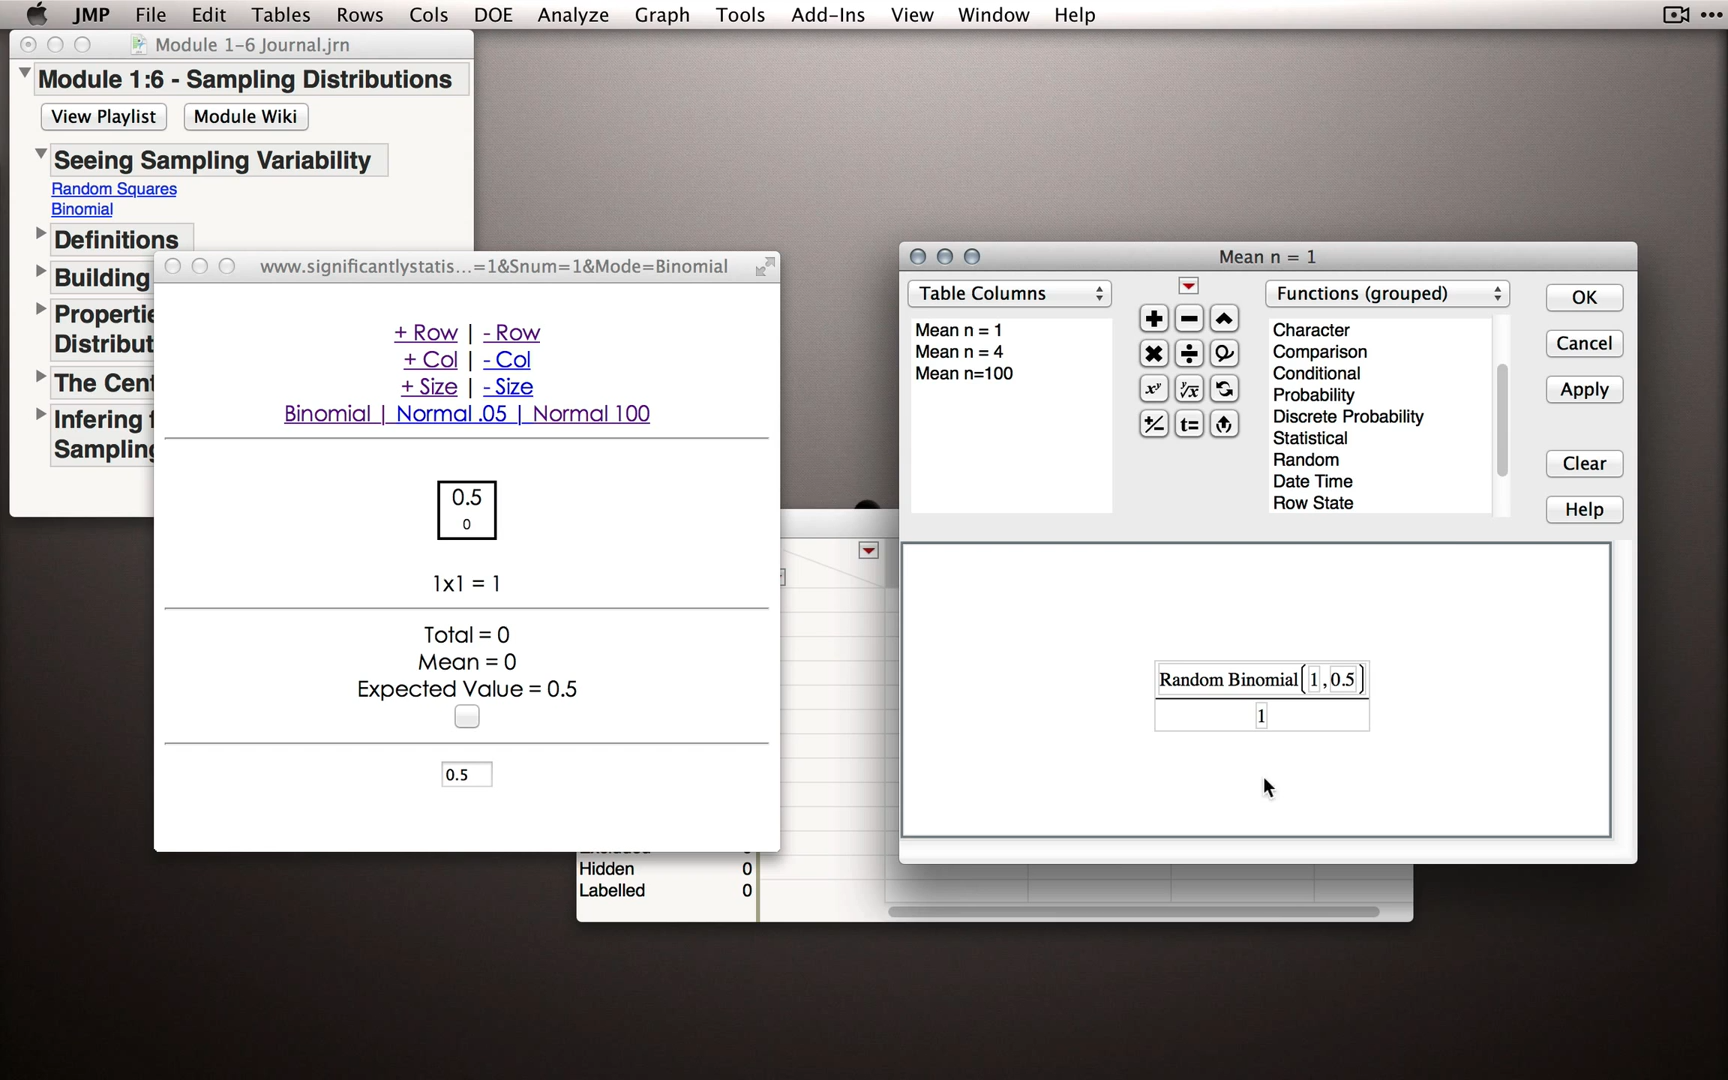 JMP File Edit Tables Rows Cols DOE Analyze Graph Tools Add-Ins View Window Help
Module 1-6 Journal.jrn
Module 1:6 - Sampling Distributions
View Playlist Module Wiki
Seeing Sampling Variability
Random Squares
Binomial
Definitions
Building
Propertie
Distribut
The Cent
Infering f
Sampling
www.significantlystatis...=1&Snum=1&Mode=Binomial
+ Row | - Row
+ Col | - Col
+ Size | - Size
Binomial | Normal .05 | Normal 100
0.5
0
1x1 = 1
Total = 0
Mean = 0
Expected Value = 0.5
0.5
Hidden 0
Labelled 0
Mean n = 1
Table Columns
Mean n = 1
Mean n = 4
Mean n=100
t=
Functions (grouped)
Character
Comparison
Conditional
Probability
Discrete Probability
Statistical
Random
Date Time
Row State
OK
Cancel
Apply
Clear
Help
Random Binomial(1,0.5)
1